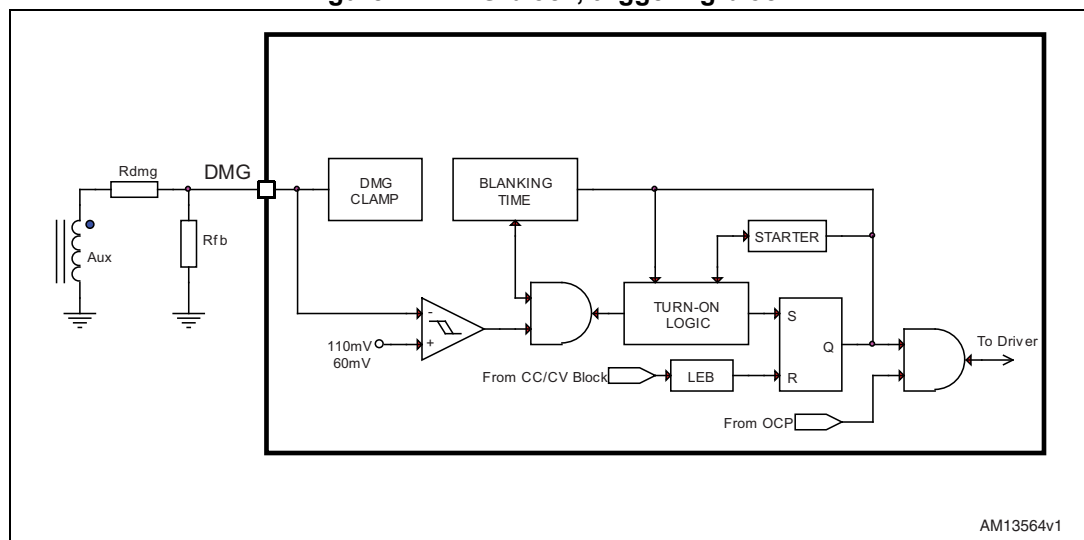 DMG
Rdmg
Rfb
Aux
DMG
CLAMP
BLANKING
TIME
STARTER
TURN-ON
LOGIC
110mV
60mV
-
+
S
Q
R
To Driver
From CC/CV Block
LEB
From OCP
AM13564v1